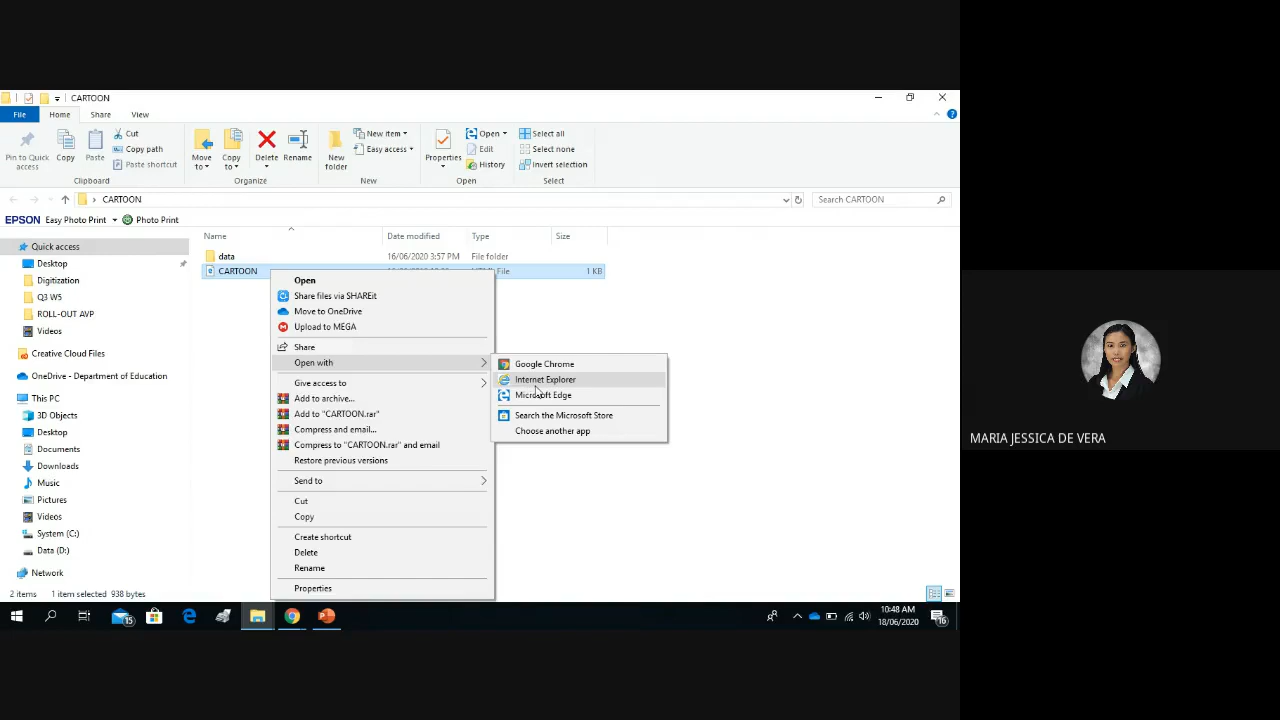 CARTOON
File Home Share View
Pin to Quick access
Copy
Paste
Cut
Copy path
Paste shortcut
Clipboard
Move to
Copy to
Delete
Rename
Organize
New folder
New item
Easy access
New
Properties
Open
Edit
History
Open
Select all
Select none
Invert selection
Select
CARTOON
Search CARTOON
EPSON Easy Photo Print Photo Print
Name Date modified Type Size
data 16/06/2020 3:57 PM File folder
CARTOON File 1 KB
Quick access
Desktop
Digitization
Q3 W5
ROLL-OUT AVP
Videos
Creative Cloud Files
OneDrive - Department of Education
This PC
3D Objects
Desktop
Documents
Downloads
Music
Pictures
Videos
System (C:)
Data (D:)
Network
Open
Share files via SHAREit
Move to OneDrive
Upload to MEGA
Share
Open with
Give access to
Add to archive...
Add to "CARTOON.rar"
Compress and email...
Compress to "CARTOON.rar" and email
Restore previous versions
Send to
Cut
Copy
Create shortcut
Delete
Rename
Properties
Google Chrome
Internet Explorer
Microsoft Edge
Search the Microsoft Store
Choose another app
2 items 1 item selected 938 bytes
15
10:48 AM
18/06/2020
16
MARIA JESSICA DE VERA